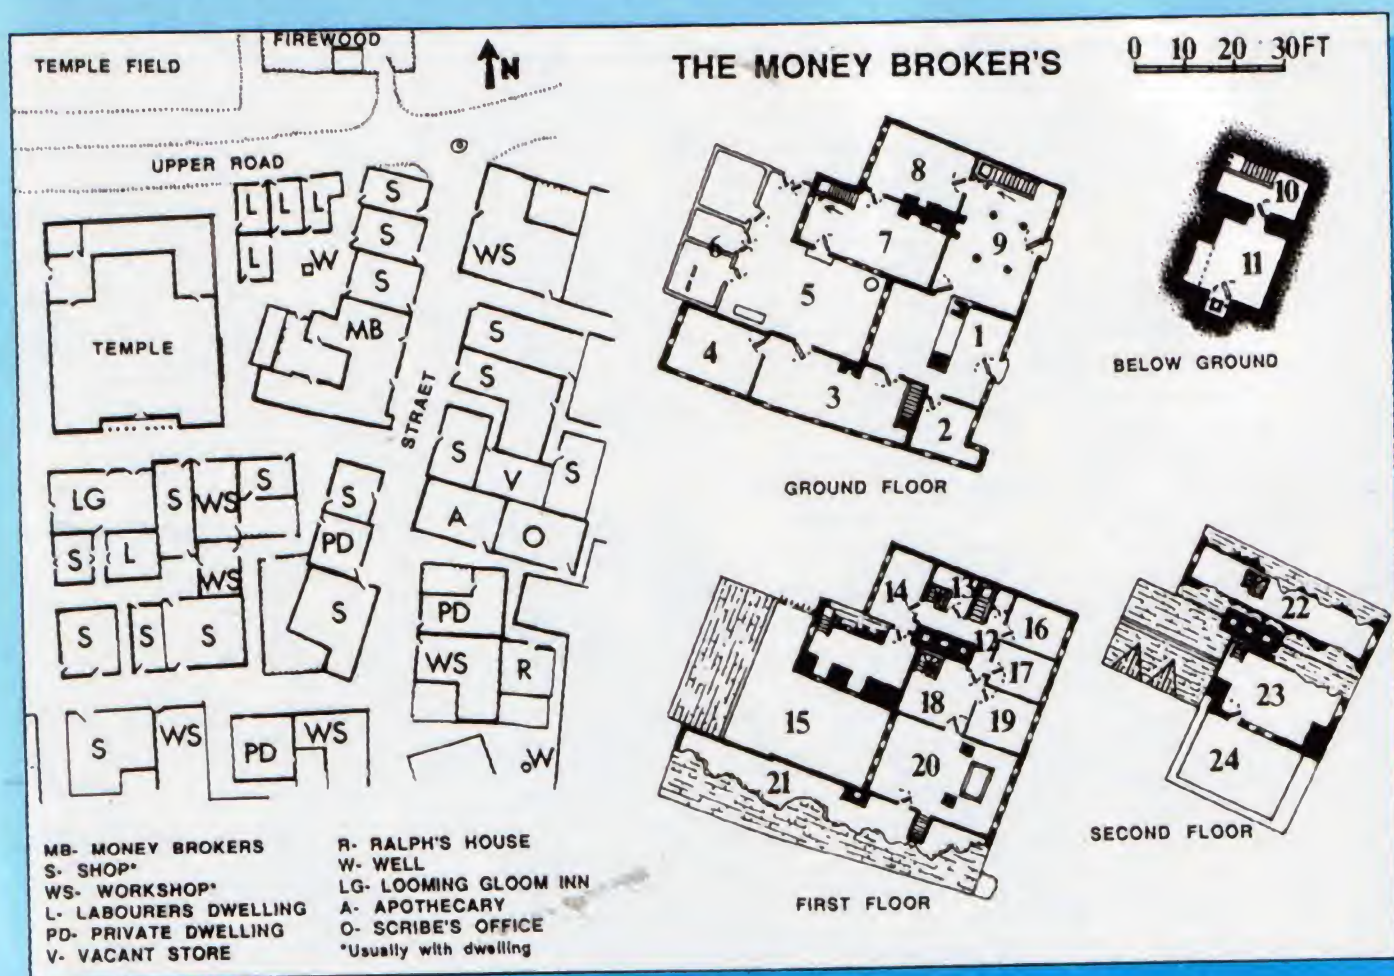 FIREWOOD
TEMPLE FIELD
N
UPPER ROAD
L L L S
S
L W S
WS
TEMPLE
MB
S
S
STRAET
S V S
A O
LG S WS S
S
PD
S L
WS
S S S
S
PD
WS R
S WS PD WS
W
MB- MONEY BROKERS
S- SHOP*
WS- WORKSHOP*
L- LABOURERS DWELLING
PD- PRIVATE DWELLING
V- VACANT STORE
R- RALPH'S HOUSE
W- WELL
LG- LOOMING GLOOM INN
A- APOTHECARY
O- SCRIBE'S OFFICE
*Usually with dwelling
THE MONEY BROKER'S
0 10 20 30FT
8
7 9
6 5
4 3 1
2
GROUND FLOOR
10
11
BELOW GROUND
14 13
12 16
17
18 19
15
20
21
FIRST FLOOR
22
23
24
SECOND FLOOR